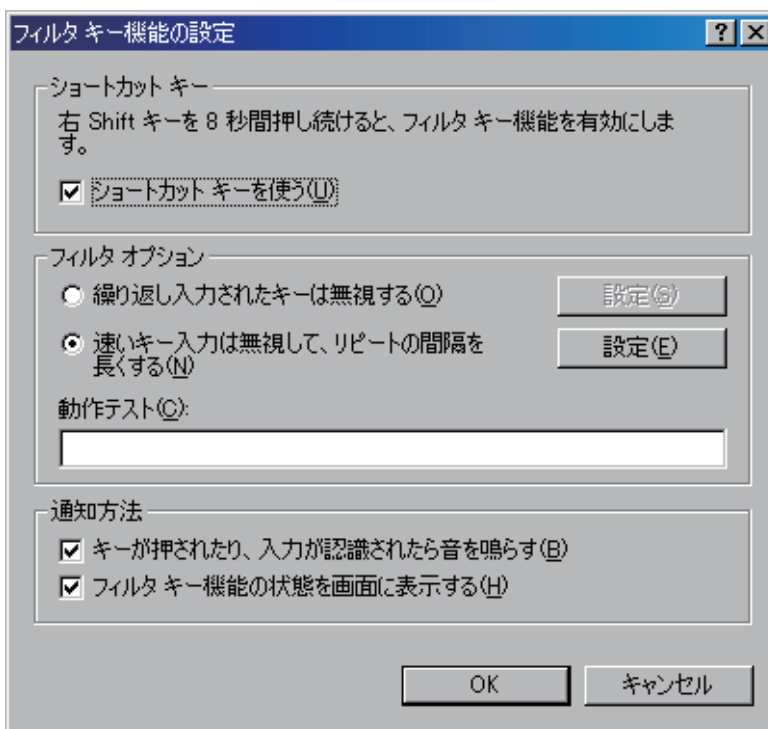 フィルタ キー機能の設定
ショートカット キー
右 Shift キーを 8 秒間押し続けると、フィルタ キー機能を有効にしま
す。
ショートカット キーを使う(U)
フィルタ オプション
繰り返し入力されたキーは無視する(O)
設定(S)
速いキー入力は無視して、リピートの間隔を
長くする(N)
設定(E)
動作テスト(C):
通知方法
キーが押されたり、入力が認識されたら音を鳴らす(B)
フィルタ キー機能の状態を画面に表示する(H)
OK
キャンセル